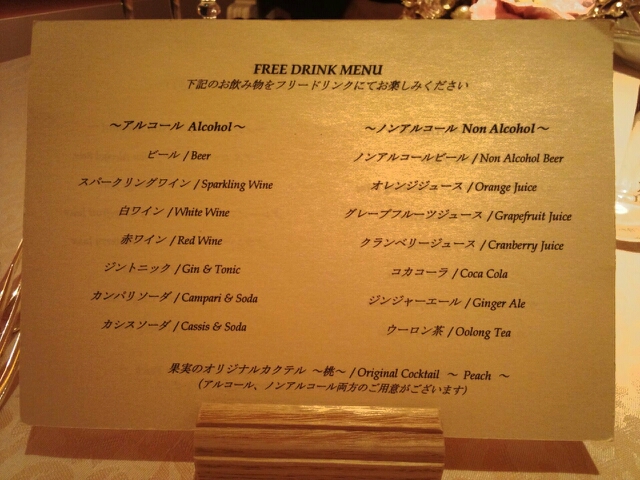 FREE DRINK MENU
下記のお飲み物をフリードリンクにてお楽しみください
～アルコール Alcohol～
ビール / Beer
スパークリングワイン / Sparkling Wine
白ワイン / White Wine
赤ワイン / Red Wine
ジントニック / Gin & Tonic
カンパリソーダ / Campari & Soda
カシスソーダ / Cassis & Soda
～ノンアルコール Non Alcohol～
ノンアルコールビール / Non Alcohol Beer
オレンジジュース / Orange Juice
グレープフルーツジュース / Grapefruit Juice
クランベリージュース / Cranberry Juice
コカコーラ / Coca Cola
ジンジャーエール / Ginger Ale
ウーロン茶 / Oolong Tea
果実のオリジナルカクテル ～桃～ / Original Cocktail ～ Peach ～
（アルコール、ノンアルコール両方のご用意がございます）